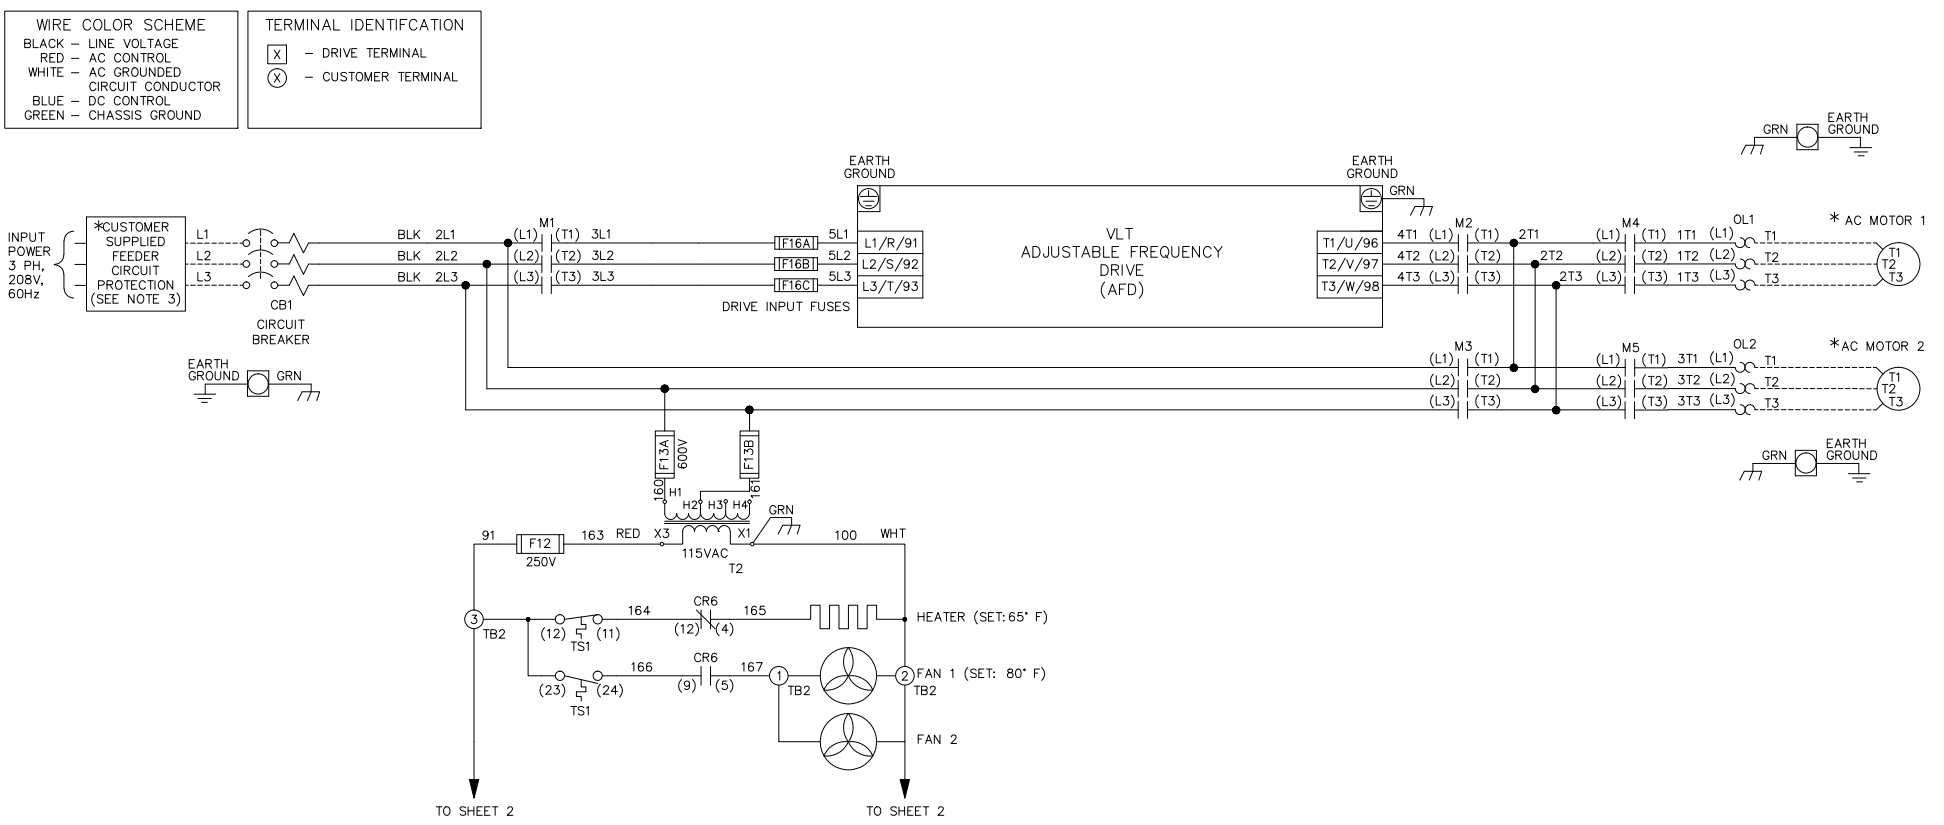 WIRE COLOR SCHEME
BLACK – LINE VOLTAGE
RED – AC CONTROL
WHITE – AC GROUNDED
CIRCUIT CONDUCTOR
BLUE – DC CONTROL
GREEN – CHASSIS GROUND
TERMINAL IDENTIFCATION
X – DRIVE TERMINAL
X – CUSTOMER TERMINAL
GRN
EARTH
GROUND
INPUT
POWER
3 PH,
208V,
60Hz
*CUSTOMER
SUPPLIED
FEEDER
CIRCUIT
PROTECTION
(SEE NOTE 3)
L1
L2
L3
CB1
CIRCUIT
BREAKER
EARTH
GROUND
GRN
BLK 2L1
BLK 2L2
BLK 2L3
M1
(L1) (T1) 3L1
(L2) (T2) 3L2
(L3) (T3) 3L3
F16A 5L1
F16B 5L2
F16C 5L3
DRIVE INPUT FUSES
EARTH
GROUND
L1/R/91
L2/S/92
L3/T/93
VLT
ADJUSTABLE FREQUENCY
DRIVE
(AFD)
EARTH
GROUND
GRN
T1/U/96
T2/V/97
T3/W/98
M2
4T1 (L1) (T1) 2T1
4T2 (L2) (T2) 2T2
4T3 (L3) (T3) 2T3
M4
(L1) (T1) 1T1 (L1)
(L2) (T2) 1T2 (L2)
(L3) (T3) 1T3 (L3)
OL1
T1
T2
T3
* AC MOTOR 1
T1
T2
T3
M3
(L1) (T1)
(L2) (T2)
(L3) (T3)
M5
(L1) (T1) 3T1 (L1)
(L2) (T2) 3T2 (L2)
(L3) (T3) 3T3 (L3)
OL2
T1
T2
T3
*AC MOTOR 2
T1
T2
T3
GRN
EARTH
GROUND
F13A
600V
F13B
160
161
H1
H2 H3 H4
GRN
91
F12
250V
163 RED X3
X1
115VAC
T2
100 WHT
3
TB2
(12) (11)
TS1
164
CR6
(12) (4)
165
HEATER (SET:65° F)
(23) (24)
TS1
166
CR6
(9) (5)
167
1
TB2
2
TB2
FAN 1 (SET: 80° F)
FAN 2
TO SHEET 2
TO SHEET 2